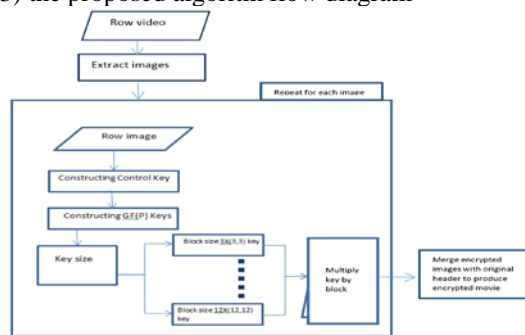 3) the proposed algorithm flow diagram
Row video
Extract images
Repeat for each image
Row image
Constructing Control Key
Constructing GF(P) Keys
Key size
Block size 3X(3,3) key
Block size 12X(12,12)
key
Multiply
key by
block
Merge encrypted
images with original
header to produce
encrypted movie